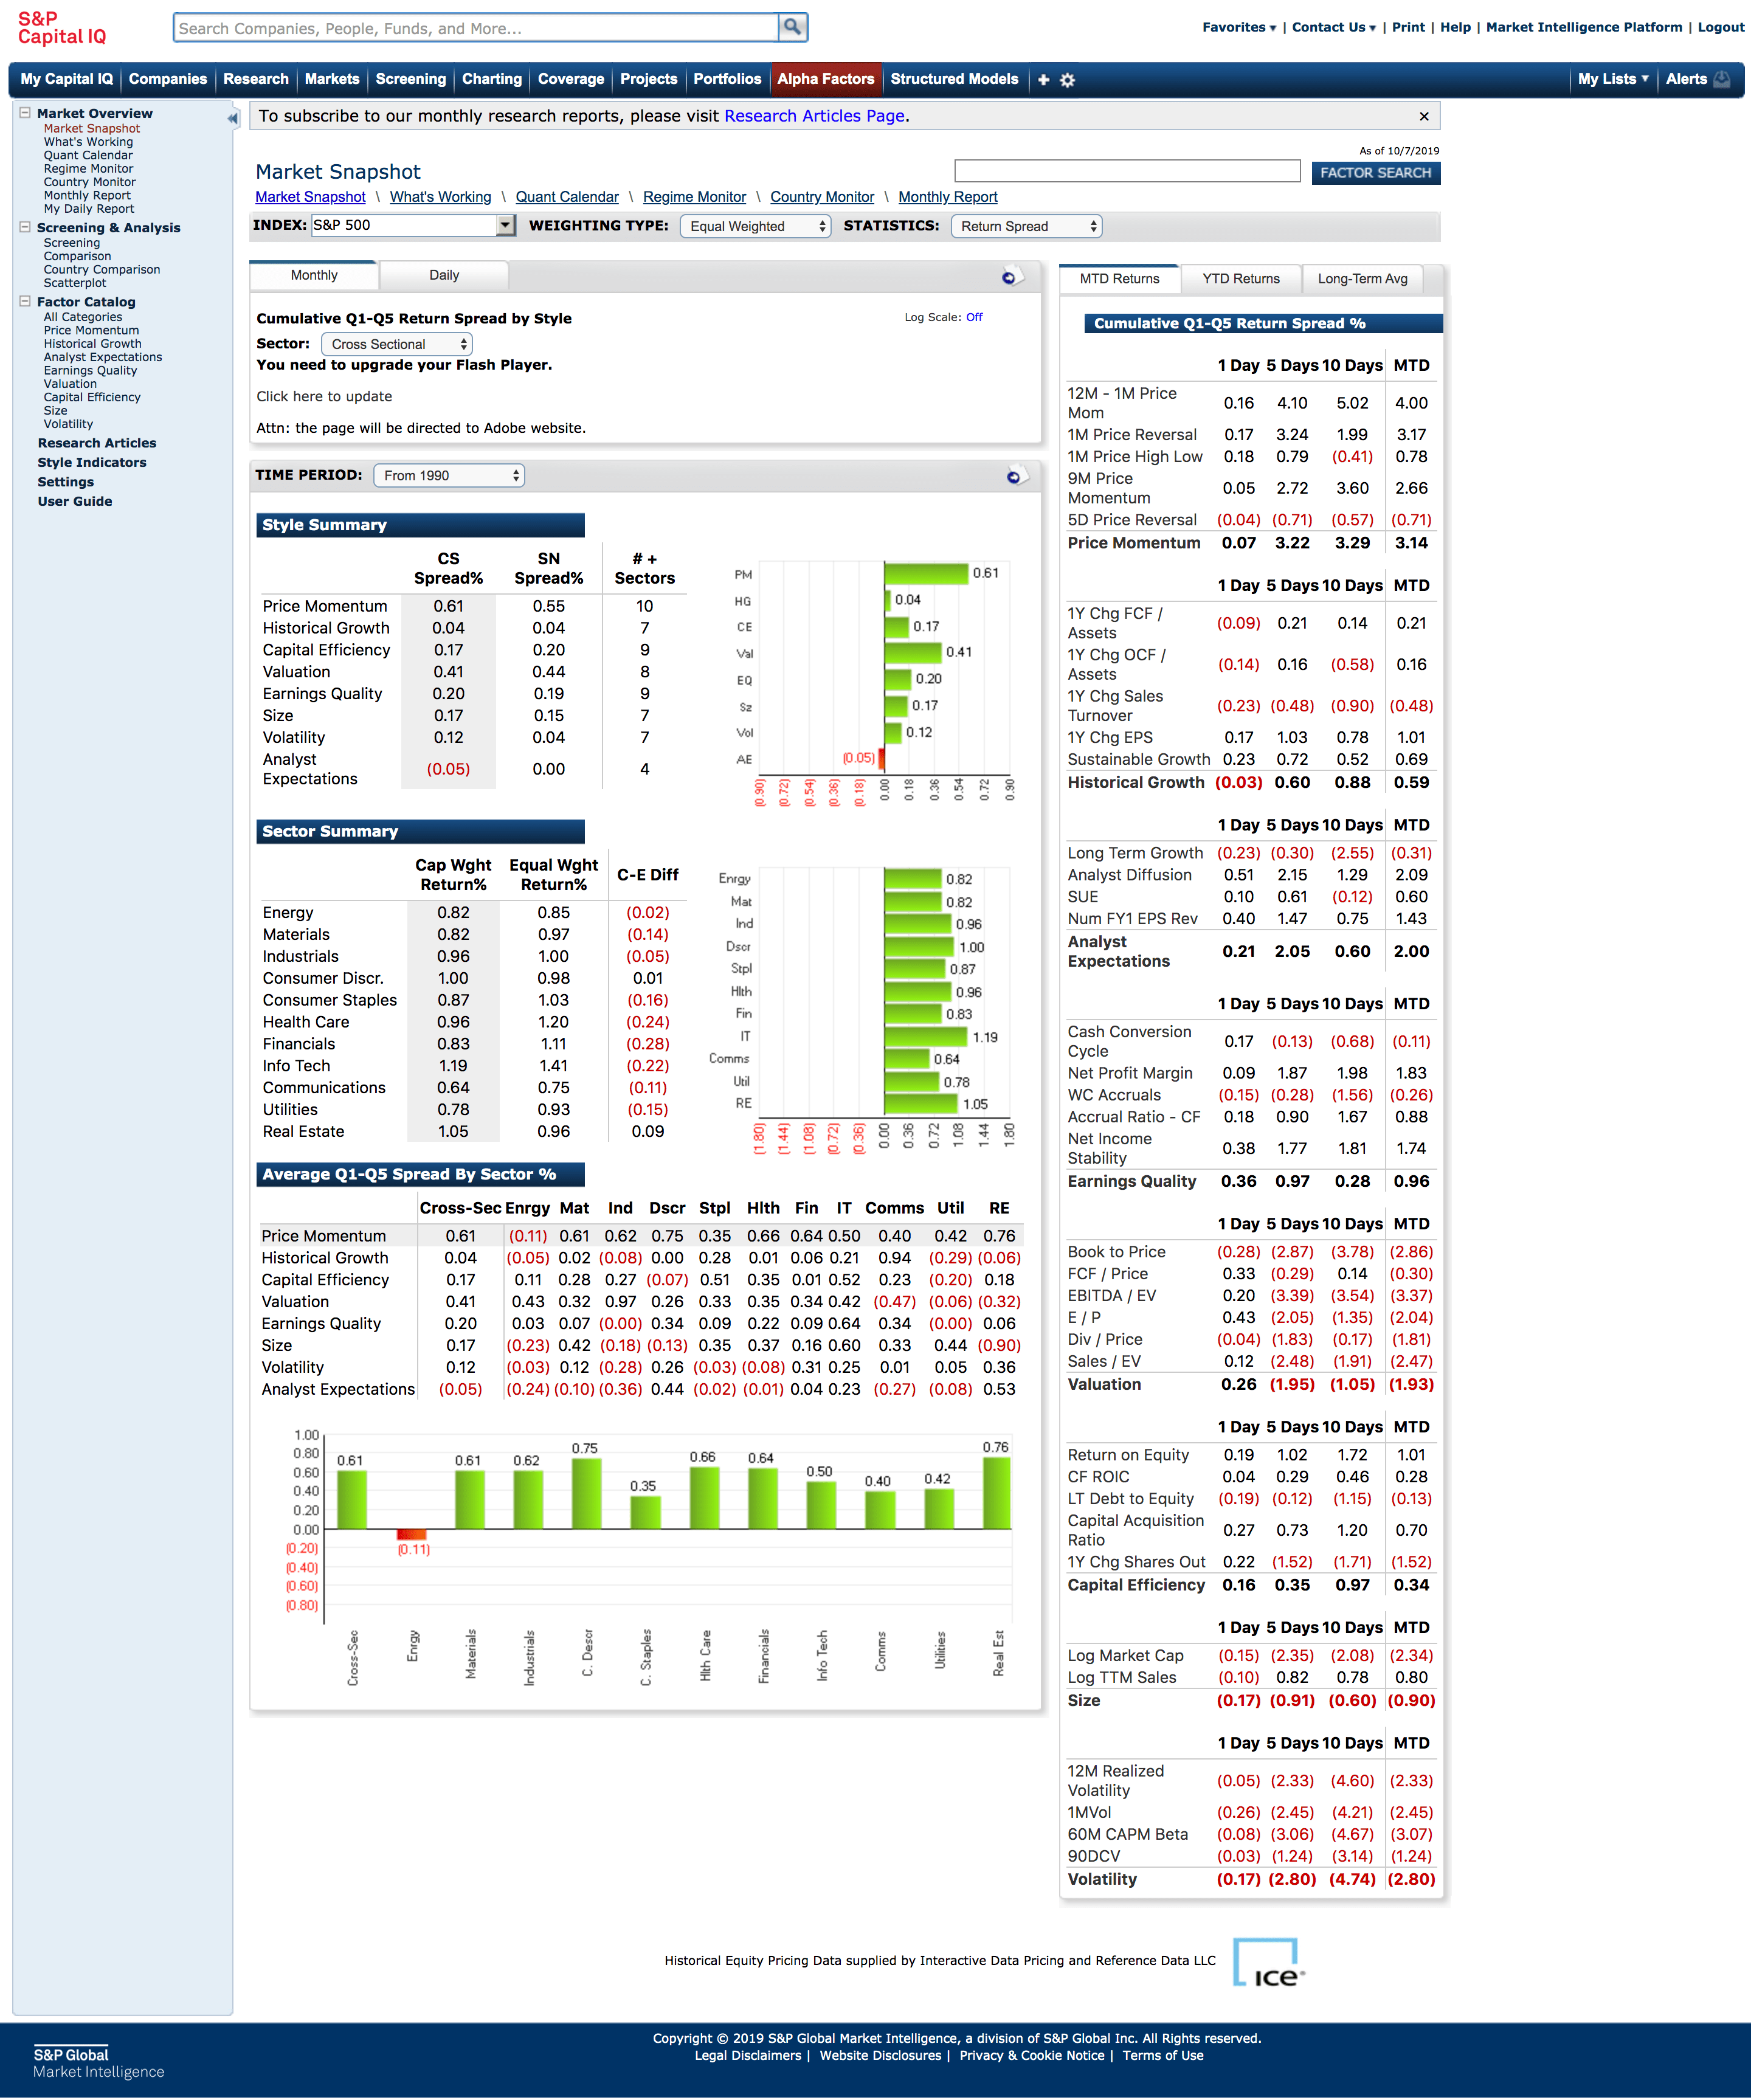 S&P
Capital IQ
Search Companies, People, Funds, and More...
Favorites ▾ | Contact Us ▾ | Print | Help | Market Intelligence Platform | Logout
My Capital IQ Companies Research Markets Screening Charting Coverage Projects Portfolios Alpha Factors Structured Models + My Lists ▾ Alerts
Market Overview
Market Snapshot
What's Working
Quant Calendar
Regime Monitor
Country Monitor
Monthly Report
My Daily Report
Screening & Analysis
Screening
Comparison
Country Comparison
Scatterplot
Factor Catalog
All Categories
Price Momentum
Historical Growth
Analyst Expectations
Earnings Quality
Valuation
Capital Efficiency
Size
Volatility
Research Articles
Style Indicators
Settings
User Guide
To subscribe to our monthly research reports, please visit Research Articles Page. ×
As of 10/7/2019
Market Snapshot
FACTOR SEARCH
Market Snapshot \ What's Working \ Quant Calendar \ Regime Monitor \ Country Monitor \ Monthly Report
INDEX: S&P 500 WEIGHTING TYPE: Equal Weighted STATISTICS: Return Spread
Monthly Daily
Cumulative Q1-Q5 Return Spread by Style
Log Scale: Off
Sector: Cross Sectional
You need to upgrade your Flash Player.
Click here to update
Attn: the page will be directed to Adobe website.
TIME PERIOD: From 1990
Style Summary
CS Spread% SN Spread% # + Sectors
Price Momentum 0.61 0.55 10
Historical Growth 0.04 0.04 7
Capital Efficiency 0.17 0.20 9
Valuation 0.41 0.44 8
Earnings Quality 0.20 0.19 9
Size 0.17 0.15 7
Volatility 0.12 0.04 7
Analyst Expectations (0.05) 0.00 4
PM 0.61
HG 0.04
CE 0.17
Val 0.41
EQ 0.20
Sz 0.17
Vol 0.12
AE (0.05)
(0.90) (0.72) (0.54) (0.36) (0.18) 0.00 0.18 0.36 0.54 0.72 0.90
Sector Summary
Cap Wght Return% Equal Wght Return% C-E Diff
Energy 0.82 0.85 (0.02)
Materials 0.82 0.97 (0.14)
Industrials 0.96 1.00 (0.05)
Consumer Discr. 1.00 0.98 0.01
Consumer Staples 0.87 1.03 (0.16)
Health Care 0.96 1.20 (0.24)
Financials 0.83 1.11 (0.28)
Info Tech 1.19 1.41 (0.22)
Communications 0.64 0.75 (0.11)
Utilities 0.78 0.93 (0.15)
Real Estate 1.05 0.96 0.09
Enrgy 0.82
Mat 0.82
Ind 0.96
Dscr 1.00
Stpl 0.87
Hlth 0.96
Fin 0.83
IT 1.19
Comms 0.64
Util 0.78
RE 1.05
(1.80) (1.44) (1.08) (0.72) (0.36) 0.00 0.36 0.72 1.08 1.44 1.80
Average Q1-Q5 Spread By Sector %
Cross-Sec Enrgy Mat Ind Dscr Stpl Hlth Fin IT Comms Util RE
Price Momentum 0.61 (0.11) 0.61 0.62 0.75 0.35 0.66 0.64 0.50 0.40 0.42 0.76
Historical Growth 0.04 (0.05) 0.02 (0.08) 0.00 0.28 0.01 0.06 0.21 0.94 (0.29) (0.06)
Capital Efficiency 0.17 0.11 0.28 0.27 (0.07) 0.51 0.35 0.01 0.52 0.23 (0.20) 0.18
Valuation 0.41 0.43 0.32 0.97 0.26 0.33 0.35 0.34 0.42 (0.47) (0.06) (0.32)
Earnings Quality 0.20 0.03 0.07 (0.00) 0.34 0.09 0.22 0.09 0.64 0.34 (0.00) 0.06
Size 0.17 (0.23) 0.42 (0.18) (0.13) 0.35 0.37 0.16 0.60 0.33 0.44 (0.90)
Volatility 0.12 (0.03) 0.12 (0.28) 0.26 (0.03) (0.08) 0.31 0.25 0.01 0.05 0.36
Analyst Expectations (0.05) (0.24) (0.10) (0.36) 0.44 (0.02) (0.01) 0.04 0.23 (0.27) (0.08) 0.53
1.00
0.80
0.60
0.40
0.20
0.00
(0.20)
(0.40)
(0.60)
(0.80)
0.61 (0.11) 0.61 0.62 0.75 0.35 0.66 0.64 0.50 0.40 0.42 0.76
Cross-Sec Enrgy Materials Industrials C. Descr C. Staples Hlth Care Financials Info Tech Comms Utilities Real Est
MTD Returns YTD Returns Long-Term Avg
Cumulative Q1-Q5 Return Spread %
1 Day 5 Days 10 Days MTD
12M - 1M Price Mom 0.16 4.10 5.02 4.00
1M Price Reversal 0.17 3.24 1.99 3.17
1M Price High Low 0.18 0.79 (0.41) 0.78
9M Price Momentum 0.05 2.72 3.60 2.66
5D Price Reversal (0.04) (0.71) (0.57) (0.71)
Price Momentum 0.07 3.22 3.29 3.14
1 Day 5 Days 10 Days MTD
1Y Chg FCF / Assets (0.09) 0.21 0.14 0.21
1Y Chg OCF / Assets (0.14) 0.16 (0.58) 0.16
1Y Chg Sales Turnover (0.23) (0.48) (0.90) (0.48)
1Y Chg EPS 0.17 1.03 0.78 1.01
Sustainable Growth 0.23 0.72 0.52 0.69
Historical Growth (0.03) 0.60 0.88 0.59
1 Day 5 Days 10 Days MTD
Long Term Growth (0.23) (0.30) (2.55) (0.31)
Analyst Diffusion 0.51 2.15 1.29 2.09
SUE 0.10 0.61 (0.12) 0.60
Num FY1 EPS Rev 0.40 1.47 0.75 1.43
Analyst Expectations 0.21 2.05 0.60 2.00
1 Day 5 Days 10 Days MTD
Cash Conversion Cycle 0.17 (0.13) (0.68) (0.11)
Net Profit Margin 0.09 1.87 1.98 1.83
WC Accruals (0.15) (0.28) (1.56) (0.26)
Accrual Ratio - CF 0.18 0.90 1.67 0.88
Net Income Stability 0.38 1.77 1.81 1.74
Earnings Quality 0.36 0.97 0.28 0.96
1 Day 5 Days 10 Days MTD
Book to Price (0.28) (2.87) (3.78) (2.86)
FCF / Price 0.33 (0.29) 0.14 (0.30)
EBITDA / EV 0.20 (3.39) (3.54) (3.37)
E / P 0.43 (2.05) (1.35) (2.04)
Div / Price (0.04) (1.83) (0.17) (1.81)
Sales / EV 0.12 (2.48) (1.91) (2.47)
Valuation 0.26 (1.95) (1.05) (1.93)
1 Day 5 Days 10 Days MTD
Return on Equity 0.19 1.02 1.72 1.01
CF ROIC 0.04 0.29 0.46 0.28
LT Debt to Equity (0.19) (0.12) (1.15) (0.13)
Capital Acquisition Ratio 0.27 0.73 1.20 0.70
1Y Chg Shares Out 0.22 (1.52) (1.71) (1.52)
Capital Efficiency 0.16 0.35 0.97 0.34
1 Day 5 Days 10 Days MTD
Log Market Cap (0.15) (2.35) (2.08) (2.34)
Log TTM Sales (0.10) 0.82 0.78 0.80
Size (0.17) (0.91) (0.60) (0.90)
1 Day 5 Days 10 Days MTD
12M Realized Volatility (0.05) (2.33) (4.60) (2.33)
1MVol (0.26) (2.45) (4.21) (2.45)
60M CAPM Beta (0.08) (3.06) (4.67) (3.07)
90DCV (0.03) (1.24) (3.14) (1.24)
Volatility (0.17) (2.80) (4.74) (2.80)
Historical Equity Pricing Data supplied by Interactive Data Pricing and Reference Data LLC
ice
S&P Global
Market Intelligence
Copyright © 2019 S&P Global Market Intelligence, a division of S&P Global Inc. All Rights reserved.
Legal Disclaimers | Website Disclosures | Privacy & Cookie Notice | Terms of Use